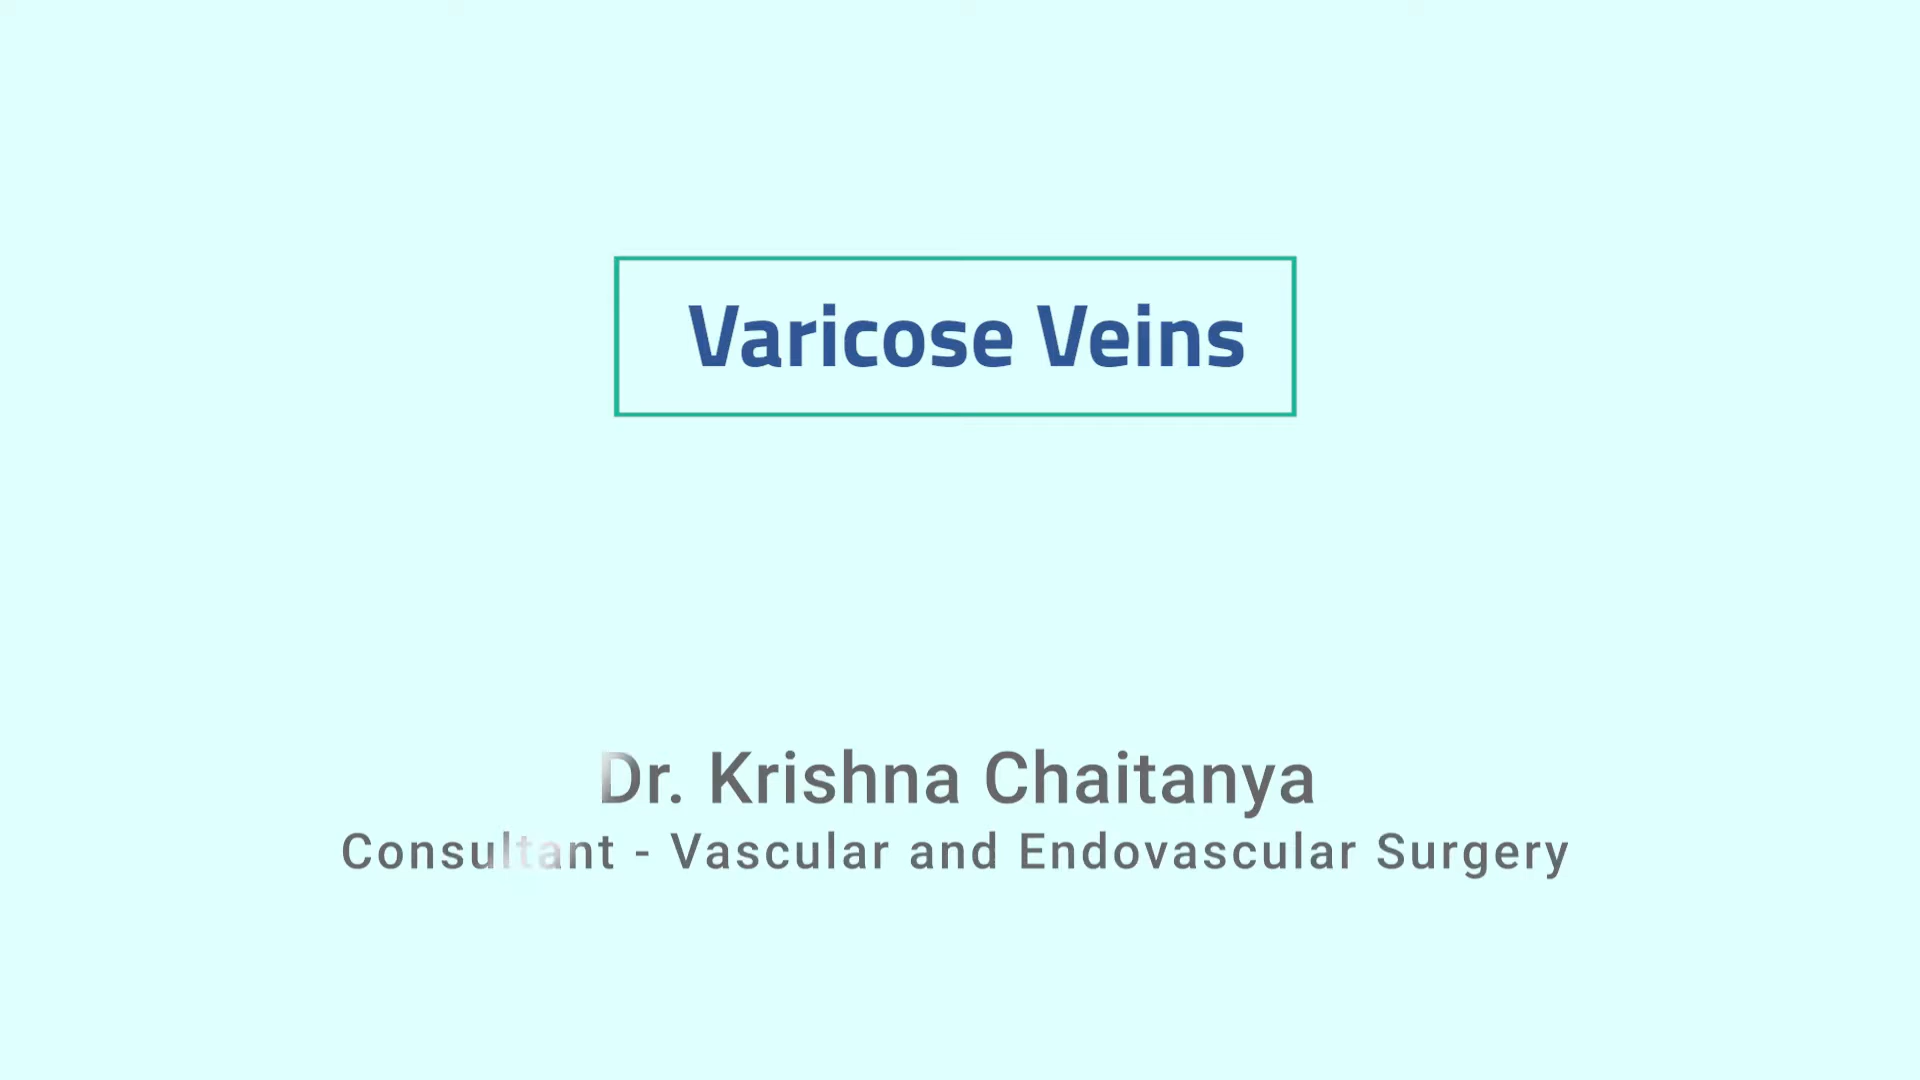 Varicose Veins
Dr. Krishna Chaitanya
Consultant - Vascular and Endovascular Surgery